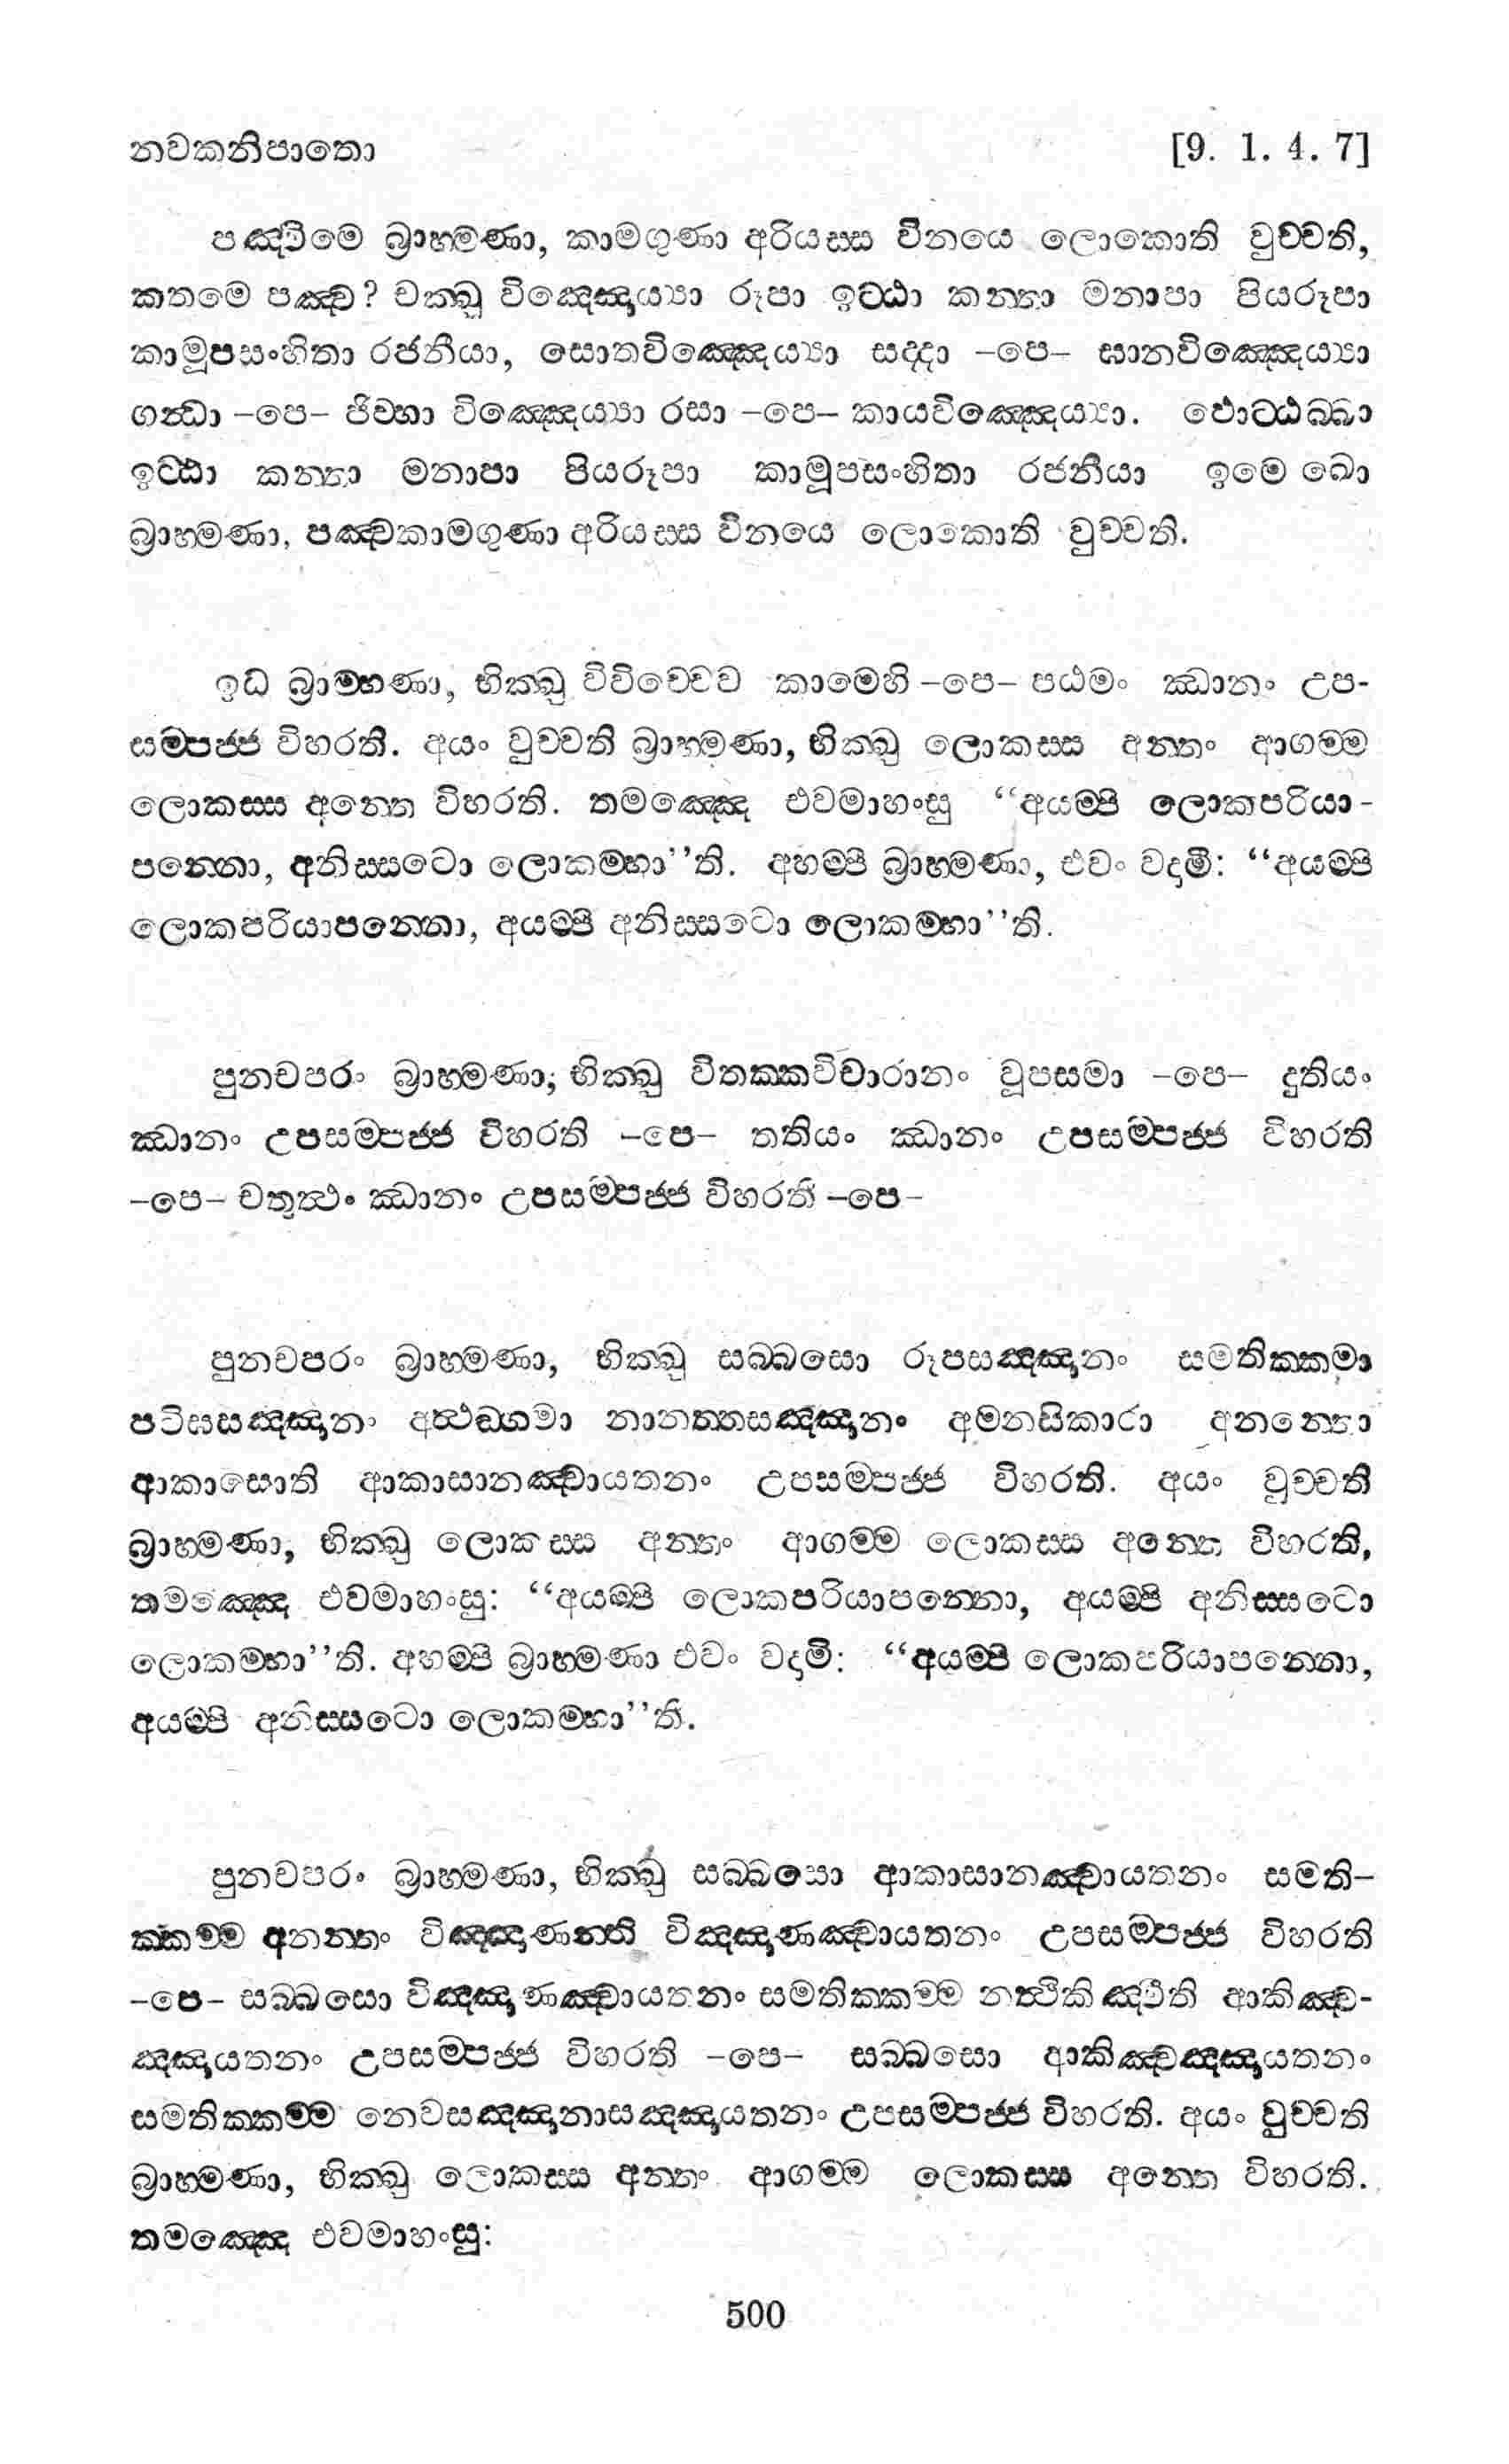 නවකනිපාතො [9. 1. 4. 7]
පඤ්චිමෙ බ්‍රාහ්මණා, කාමගුණා අරියස්ස විනයෙ ලොකොති වුච්චති,
කතමෙ පඤ්ච? චක්ඛු විඤ්ඤෙය්‍යා රූපා ඉට්ඨා කන්තා මනාපා පියරූපා
කාමූපසංහිතා රජනීයා, සොතවිඤ්ඤෙය්‍යා සද්දා –පෙ– ඝානවිඤ්ඤෙය්‍යා
ගන්ධා –පෙ– ජිව්හා විඤ්ඤෙය්‍යා රසා –පෙ– කායවිඤ්ඤෙය්‍යා. ඵොට්ඨබ්බා
ඉට්ඨා කන්තා මනාපා පියරූපා කාමූපසංහිතා රජනීයා ඉමෙ ඛො
බ්‍රාහ්මණා, පඤ්චකාමගුණා අරියස්ස විනයෙ ලොකොති වුච්චති.
ඉධ බ්‍රාම්හණා, භික්ඛු විවිච්චෙව කාමෙහි –පෙ– පඨමං ඣානං උප-
සම්පජ්ජ විහරති. අයං වුච්චති බ්‍රාහ්මණා, භික්ඛු ලොකස්ස අන්තං ආගම්ම
ලොකස්ස අන්තෙ විහරති. තමඤ්ඤෙ එවමාහංසු “අයම්පි ලොකපරියා-
පන්නො, අනිස්සටො ලොකම්හා”ති. අහම්පි බ්‍රාහ්මණා, එවං වදාමි: “අයම්පි
ලොකපරියාපන්නො, අයම්පි අනිස්සටො ලොකම්හා”ති.
පුනචපරං බ්‍රාහ්මණා, භික්ඛු විතක්කවිචාරානං වූපසමා –පෙ– දුතියං
ඣානං උපසම්පජ්ජ විහරති –පෙ– තතියං ඣානං උපසම්පජ්ජ විහරති
–පෙ– චතුත්ථං ඣානං උපසම්පජ්ජ විහරති –පෙ–
පුනචපරං බ්‍රාහ්මණා, භික්ඛු සබ්බසො රූපසඤ්ඤානං සමතික්කමා
පටිඝසඤ්ඤානං අත්ථඞ්ගමා නානත්තසඤ්ඤානං අමනසිකාරා අනන්තො
ආකාසොති ආකාසානඤ්චායතනං උපසම්පජ්ජ විහරති. අයං වුච්චති
බ්‍රාහ්මණා, භික්ඛු ලොකස්ස අන්තං ආගම්ම ලොකස්ස අන්තෙ විහරති,
තමඤ්ඤෙ එවමාහංසු: “අයම්පි ලොකපරියාපන්නො, අයම්පි අනිස්සටො
ලොකම්හා”ති. අහම්පි බ්‍රාහ්මණා එවං වදාමි: “අයම්පි ලොකපරියාපන්නො,
අයම්පි අනිස්සටො ලොකම්හා”ති.
පුනචපරං බ්‍රාහ්මණා, භික්ඛු සබ්බසො ආකාසානඤ්චායතනං සමති–
ක්කම්ම අනන්තං විඤ්ඤාණන්ති විඤ්ඤාණඤ්චායතනං උපසම්පජ්ජ විහරති
–පෙ– සබ්බසො විඤ්ඤාණඤ්චායතනං සමතික්කම්ම නත්ථිකිඤ්චිති ආකිඤ්ච-
ඤ්ඤායතනං උපසම්පජ්ජ විහරති –පෙ– සබ්බසො ආකිඤ්චඤ්ඤායතනං
සමතික්කම්ම නෙවසඤ්ඤානාසඤ්ඤායතනං උපසම්පජ්ජ විහරති. අයං වුච්චති
බ්‍රාහ්මණා, භික්ඛු ලොකස්ස අන්තං ආගම්ම ලොකස්ස අන්තෙ විහරති.
තමඤ්ඤෙ එවමාහංසු:
500